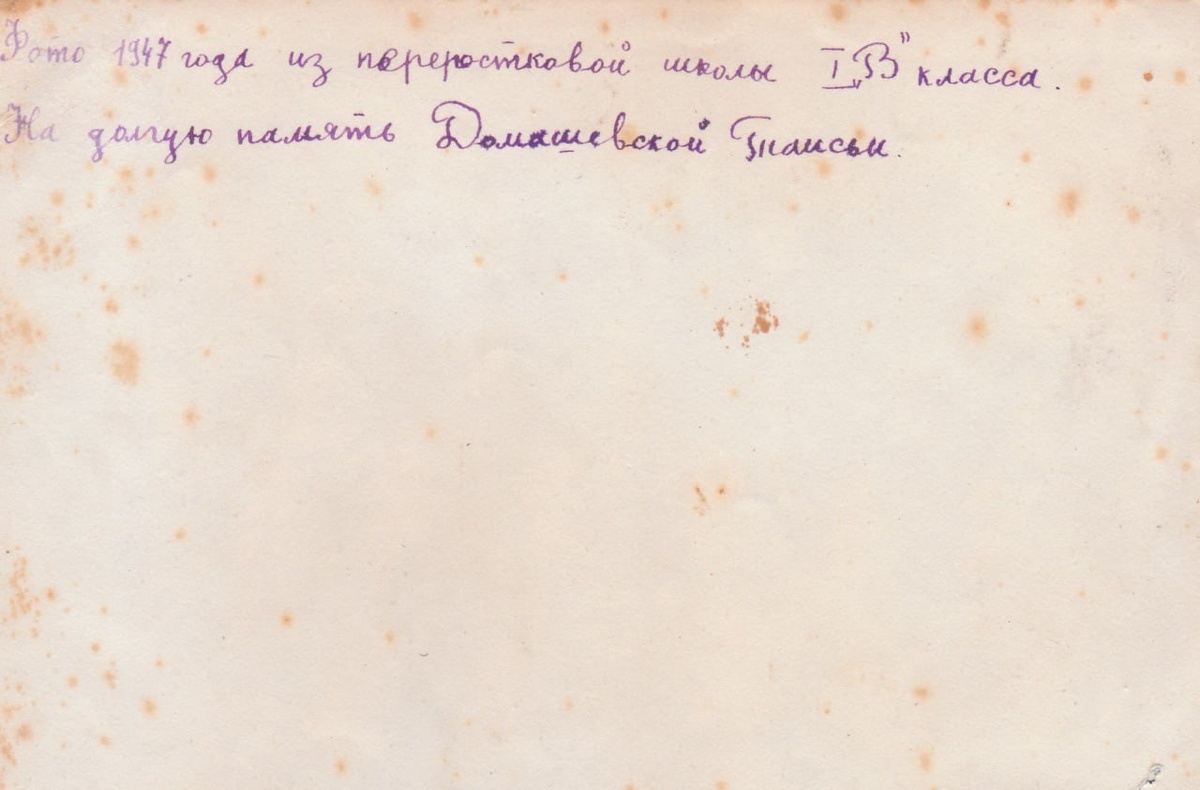 Фото 1947 года из переростковой школы I „В" класса.
На долгую память Домашевской Таисьи.